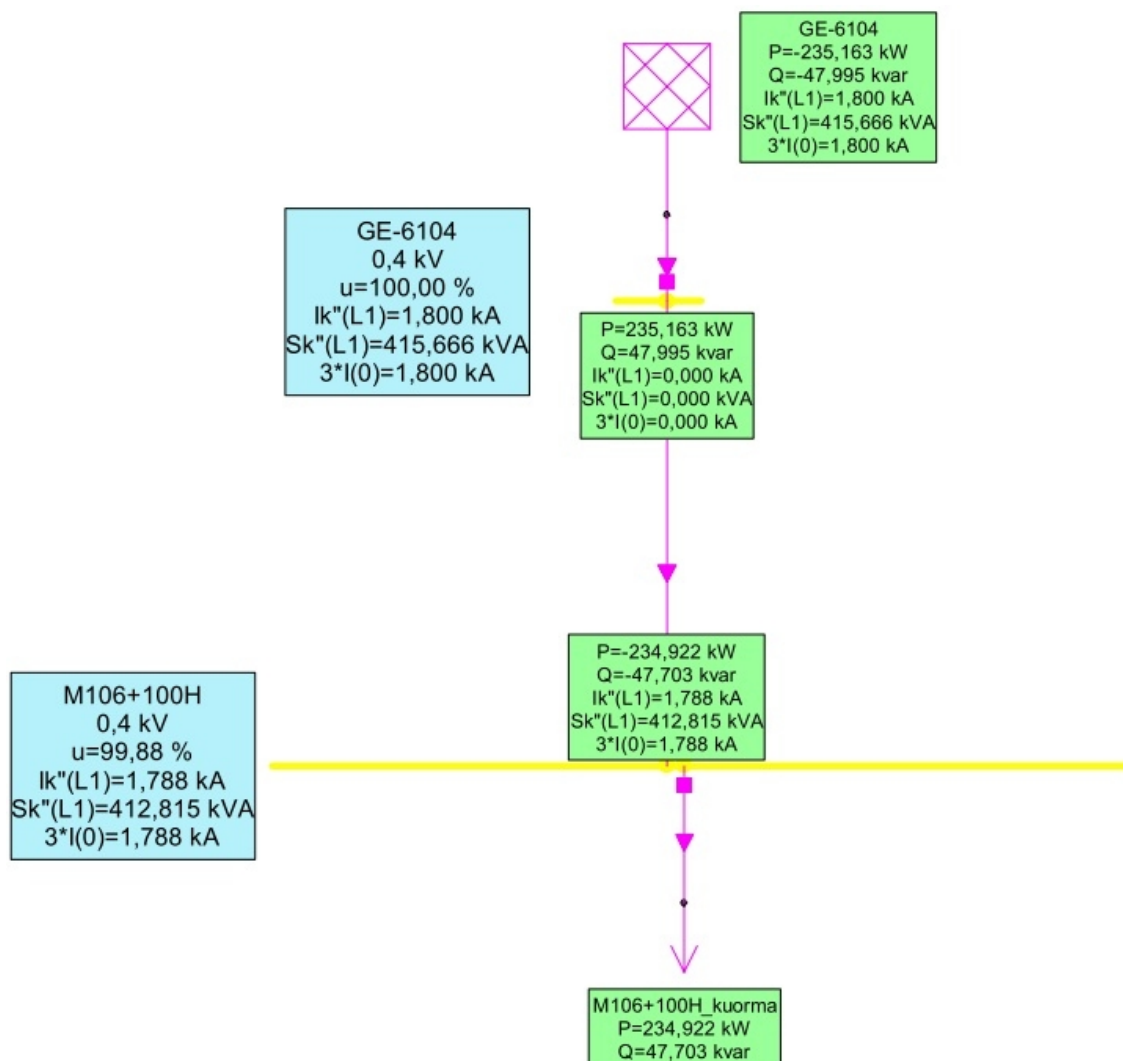 GE-6104
P=-235,163 kW
Q=-47,995 kvar
Ik"(L1)=1,800 kA
Sk"(L1)=415,666 kVA
3*I(0)=1,800 kA
GE-6104
0,4 kV
u=100,00 %
Ik"(L1)=1,800 kA
Sk"(L1)=415,666 kVA
3*I(0)=1,800 kA
P=235,163 kW
Q=47,995 kvar
Ik"(L1)=0,000 kA
Sk"(L1)=0,000 kVA
3*I(0)=0,000 kA
P=-234,922 kW
Q=-47,703 kvar
Ik"(L1)=1,788 kA
Sk"(L1)=412,815 kVA
3*I(0)=1,788 kA
M106+100H
0,4 kV
u=99,88 %
Ik"(L1)=1,788 kA
Sk"(L1)=412,815 kVA
3*I(0)=1,788 kA
M106+100H_kuorma
P=234,922 kW
Q=47,703 kvar